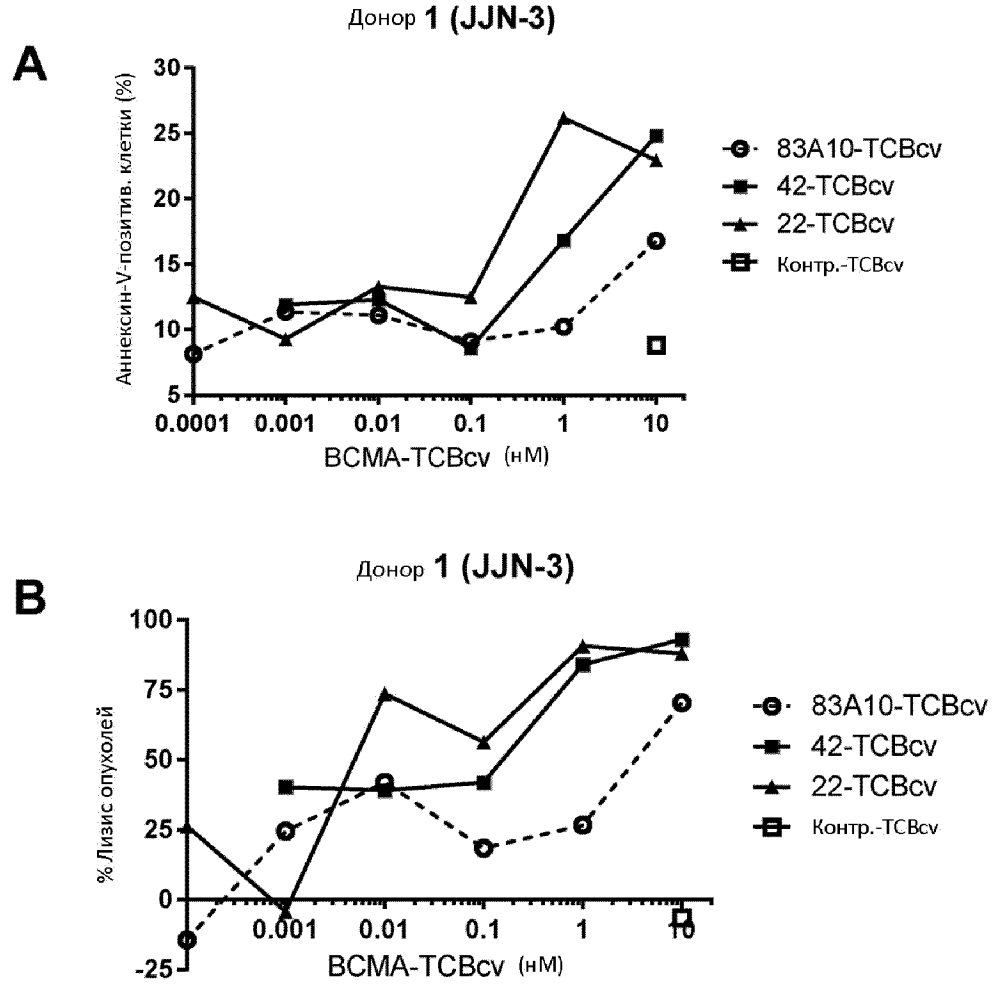 Донор 1 (JJN-3)
A
Аннексин-V-позитив. клетки (%)
30
25
20
15
10
5
0.0001 0.001 0.01 0.1 1 10
BCMA-TCBcv (нМ)
83A10-TCBcv
42-TCBcv
22-TCBcv
Контр.-TCBcv
Донор 1 (JJN-3)
B
% Лизис опухолей
100
75
50
25
0
-25
0.001 0.01 0.1 1 10
BCMA-TCBcv (нМ)
83A10-TCBcv
42-TCBcv
22-TCBcv
Контр.-TCBcv